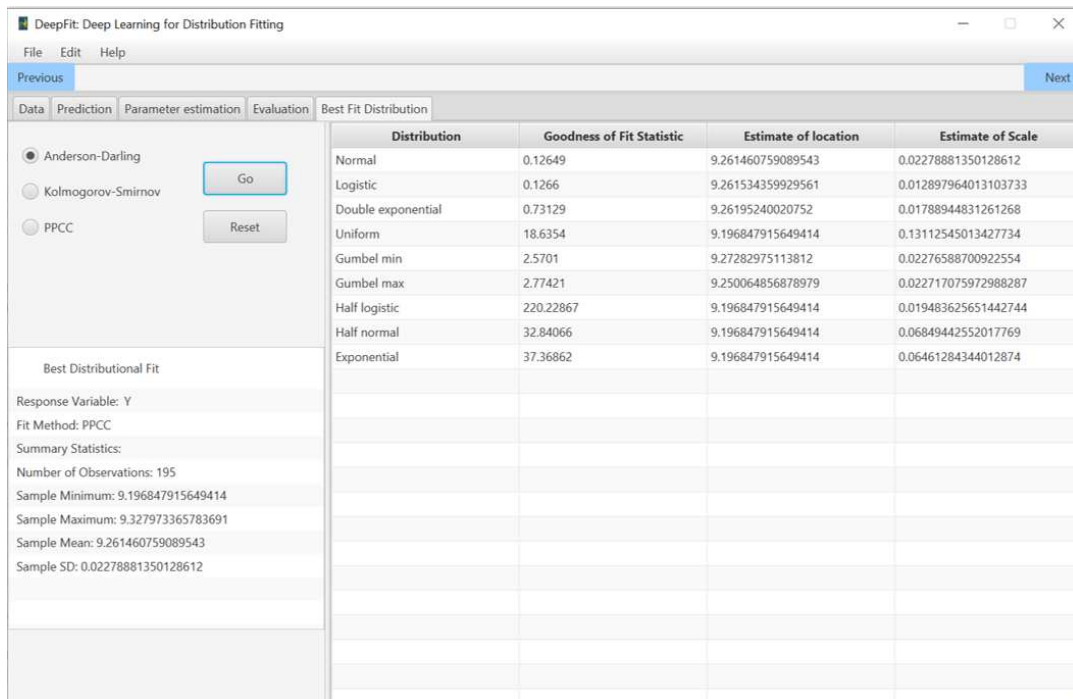 DeepFit: Deep Learning for Distribution Fitting
File Edit Help
Previous Next
Data Prediction Parameter estimation Evaluation Best Fit Distribution
Anderson-Darling
Kolmogorov-Smirnov
PPCC
Go
Reset
Distribution Goodness of Fit Statistic Estimate of location Estimate of Scale
Normal 0.12649 9.261460759089543 0.02278881350128612
Logistic 0.1266 9.261534359929561 0.012897964013103733
Double exponential 0.73129 9.26195240020752 0.01788944831261268
Uniform 18.6354 9.196847915649414 0.13112545013427734
Gumbel min 2.5701 9.27282975113812 0.02276588700922554
Gumbel max 2.77421 9.250064856878979 0.022717075972988287
Half logistic 220.22867 9.196847915649414 0.019483625651442744
Half normal 32.84066 9.196847915649414 0.06849442552017769
Exponential 37.36862 9.196847915649414 0.06461284344012874
Best Distributional Fit
Response Variable: Y
Fit Method: PPCC
Summary Statistics:
Number of Observations: 195
Sample Minimum: 9.196847915649414
Sample Maximum: 9.327973365783691
Sample Mean: 9.261460759089543
Sample SD: 0.02278881350128612